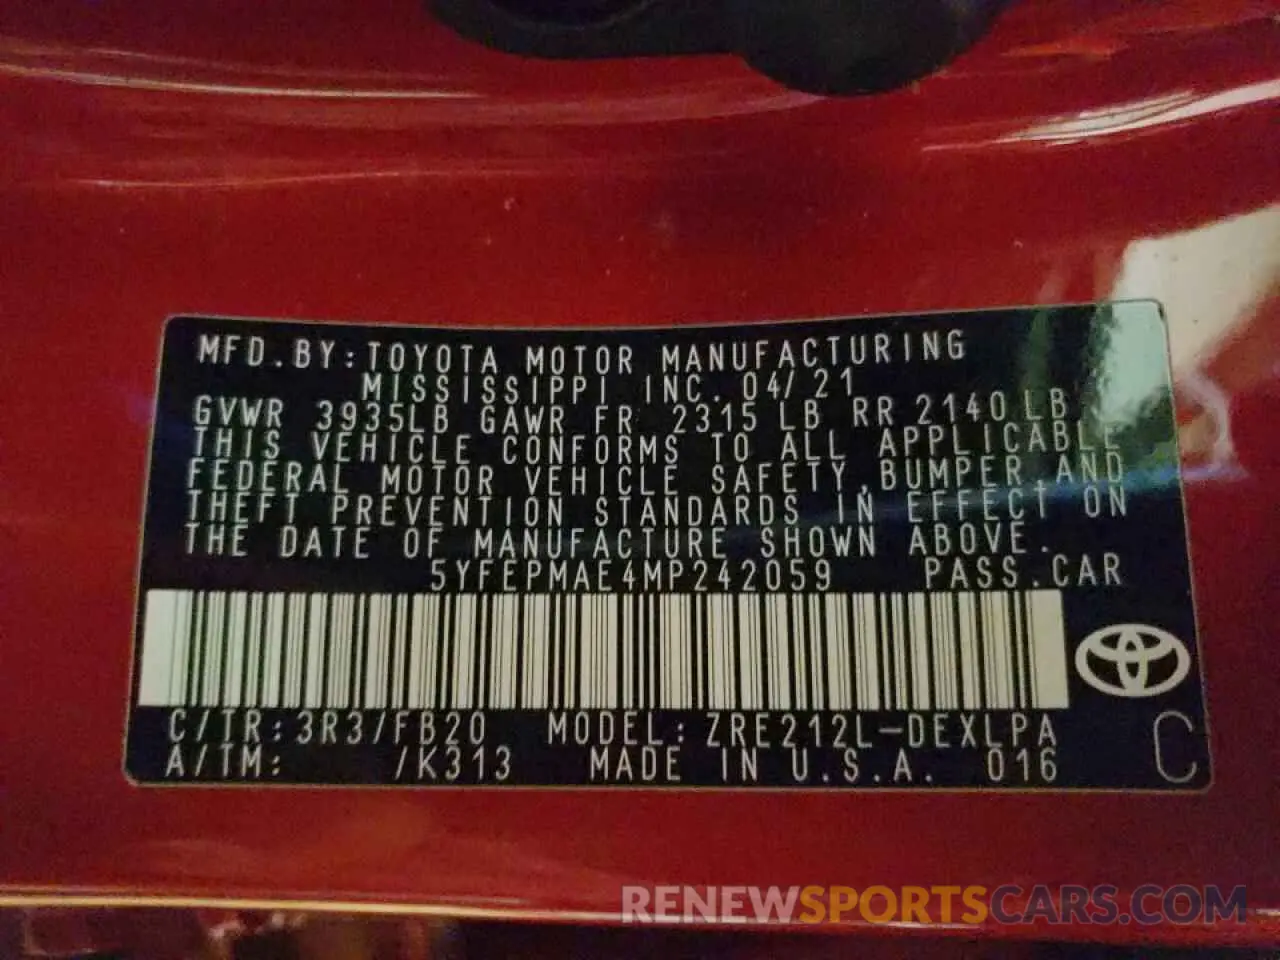 MFD.BY:TOYOTA MOTOR MANUFACTURING
MISSISSIPPI INC. 04/21
GVWR 3935LB GAWR FR 2315 LB RR 2140 LB
THIS VEHICLE CONFORMS TO ALL APPLICABLE
FEDERAL MOTOR VEHICLE SAFETY,BUMPER,AND
THEFT PREVENTION STANDARDS IN EFFECT ON
THE DATE OF MANUFACTURE SHOWN ABOVE.
5YFEPMAE4MP242059 PASS.CAR
C/TR:3R3/FB20 MODEL:ZRE212L-DEXLPA
A/TM: /K313 MADE IN U.S.A. 016
C
RENEWSPORTSCARS.COM